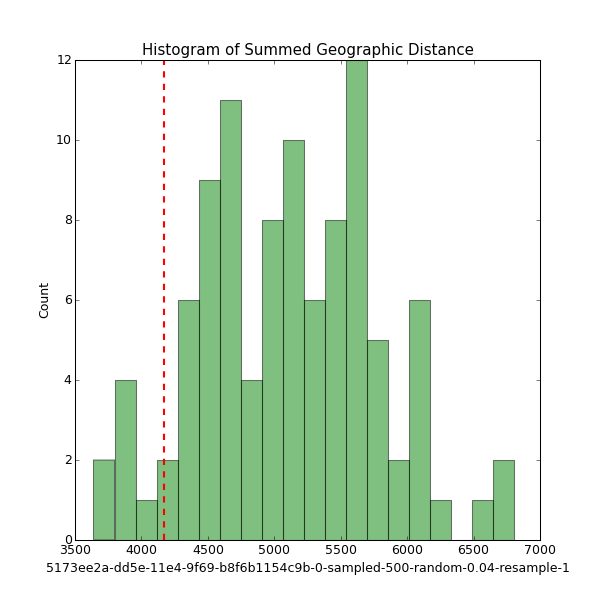 Histogram of Summed Geographic Distance
12
10
8
6
4
2
0
Count
3500 4000 4500 5000 5500 6000 6500 7000
5173ee2a-dd5e-11e4-9f69-b8f6b1154c9b-0-sampled-500-random-0.04-resample-1